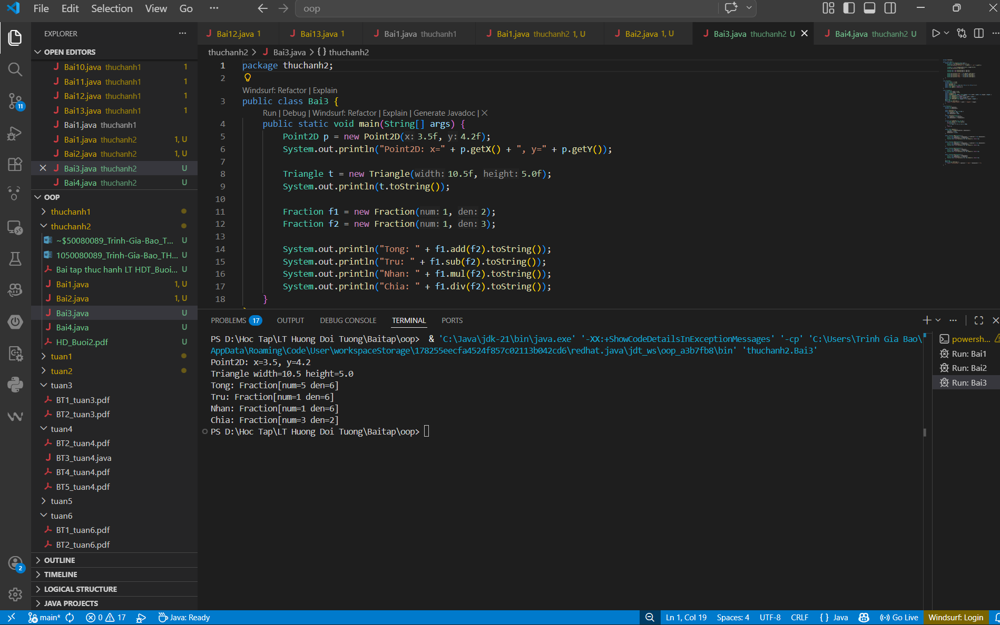 File Edit Selection View Go ··· oop
EXPLORER ···
OPEN EDITORS
Bai10.java thuchanh1 1
Bai11.java thuchanh1 1
Bai12.java thuchanh1 1
Bai13.java thuchanh1 1
Bai1.java thuchanh1
Bai1.java thuchanh2 1, U
Bai2.java thuchanh2 1, U
Bai3.java thuchanh2 U
Bai4.java thuchanh2 U
OOP
thuchanh1
thuchanh2
~$50080089_Trinh-Gia-Bao_T... U
1050080089_Trinh-Gia-Bao_TH... U
Bai tap thuc hanh LT HDT_Buoi... U
Bai1.java 1, U
Bai2.java 1, U
Bai3.java U
Bai4.java U
HD_Buoi2.pdf U
tuan1
tuan2
tuan3
BT1_tuan3.pdf
BT2_tuan3.pdf
tuan4
BT2_tuan4.pdf
BT3_tuan4.java
BT4_tuan4.pdf
BT5_tuan4.pdf
tuan5
tuan6
BT1_tuan6.pdf
BT2_tuan6.pdf
OUTLINE
TIMELINE
LOGICAL STRUCTURE
JAVA PROJECTS
11
2
Bai12.java 1 Bai13.java 1 Bai1.java thuchanh1 Bai1.java thuchanh2 1, U Bai2.java 1, U Bai3.java thuchanh2 U Bai4.java thuchanh2 U
thuchanh2 > Bai3.java > {} thuchanh2
1 package thuchanh2;
2
Windsurf: Refactor | Explain
3 public class Bai3 {
Run | Debug | Windsurf: Refactor | Explain | Generate Javadoc | ×
4 public static void main(String[] args) {
5 Point2D p = new Point2D(x: 3.5f, y: 4.2f);
6 System.out.println("Point2D: x=" + p.getX() + ", y=" + p.getY());
7
8 Triangle t = new Triangle(width: 10.5f, height: 5.0f);
9 System.out.println(t.toString());
10
11 Fraction f1 = new Fraction(num: 1, den: 2);
12 Fraction f2 = new Fraction(num: 1, den: 3);
13
14 System.out.println("Tong: " + f1.add(f2).toString());
15 System.out.println("Tru: " + f1.sub(f2).toString());
16 System.out.println("Nhan: " + f1.mul(f2).toString());
17 System.out.println("Chia: " + f1.div(f2).toString());
18 }
PROBLEMS 17 OUTPUT DEBUG CONSOLE TERMINAL PORTS
PS D:\Hoc Tap\LT Huong Doi Tuong\Baitap\oop> & 'C:\Java\jdk-21\bin\java.exe' '-XX:+ShowCodeDetailsInExceptionMessages' '-cp' 'C:\Users\Trinh Gia Bao\
AppData\Roaming\Code\User\workspaceStorage\178255eecfa4524f857c02113b042cd6\redhat.java\jdt_ws\oop_a3b7fb8\bin' 'thuchanh2.Bai3'
Point2D: x=3.5, y=4.2
Triangle width=10.5 height=5.0
Tong: Fraction[num=5 den=6]
Tru: Fraction[num=1 den=6]
Nhan: Fraction[num=1 den=6]
Chia: Fraction[num=3 den=2]
PS D:\Hoc Tap\LT Huong Doi Tuong\Baitap\oop>
powersh...
Run: Bai1
Run: Bai2
Run: Bai3
main* 0 17 Java: Ready Ln 1, Col 19 Spaces: 4 UTF-8 CRLF {} Java Go Live Windsurf: Login